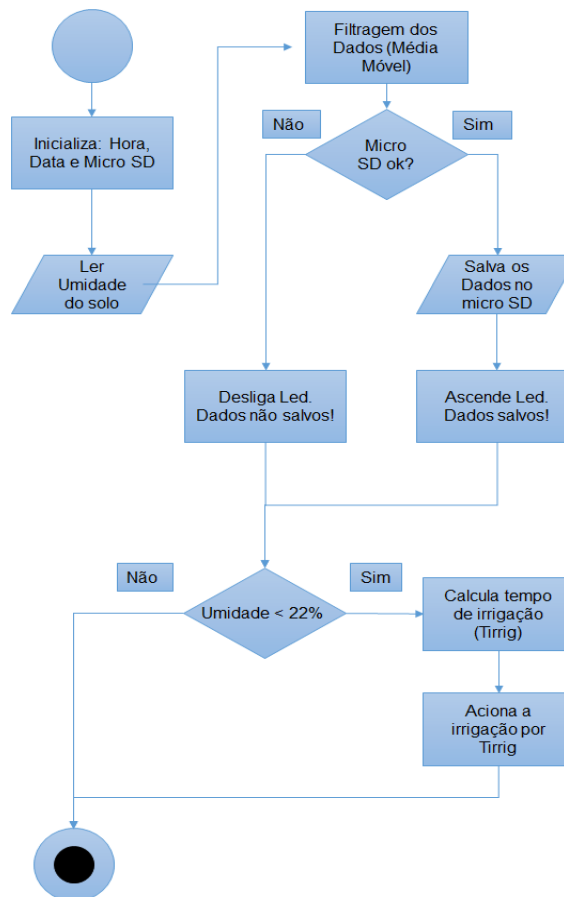 Inicializa: Hora,
Data e Micro SD
Ler
Umidade
do solo
Filtragem dos
Dados (Média
Móvel)
Não
Sim
Micro
SD ok?
Salva os
Dados no
micro SD
Desliga Led.
Dados não salvos!
Ascende Led.
Dados salvos!
Não
Sim
Umidade < 22%
Calcula tempo
de irrigação
(Tirrig)
Aciona a
irrigação por
Tirrig